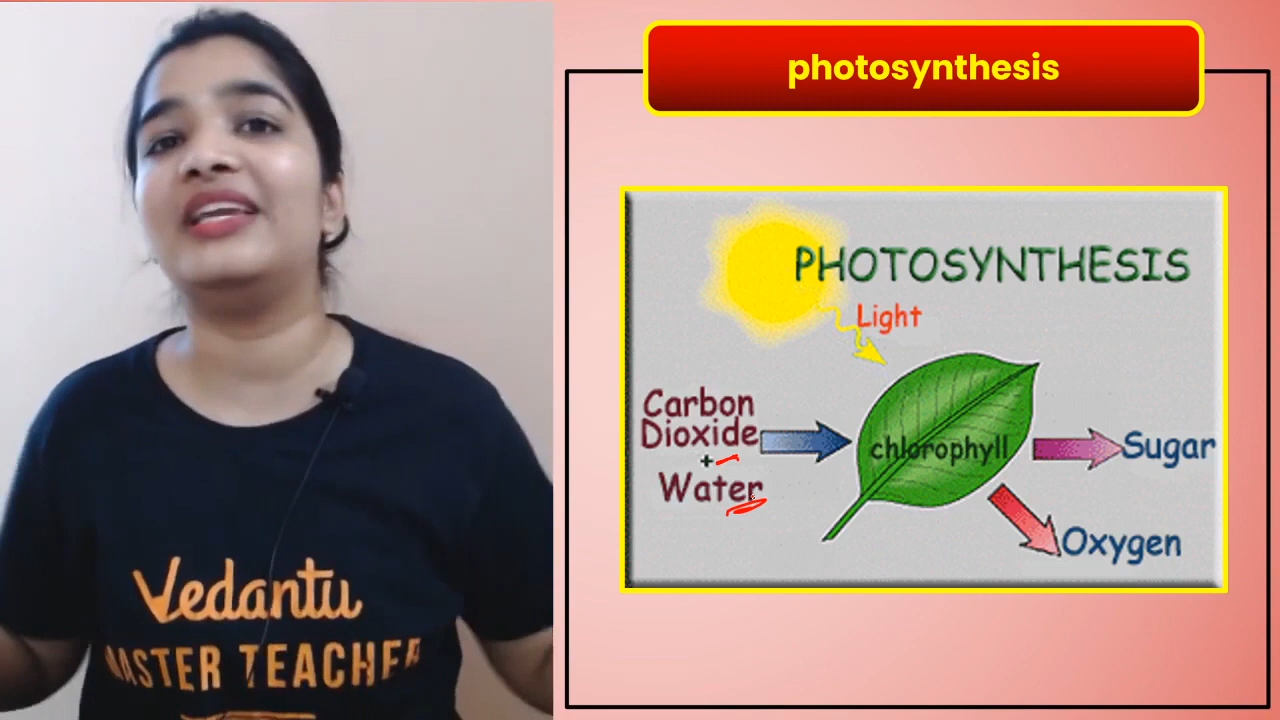 photosynthesis
PHOTOSYNTHESIS
Light
Carbon
Dioxide
+
Water
chlorophyll
Sugar
Oxygen
Vedantu
MASTER TEACHER